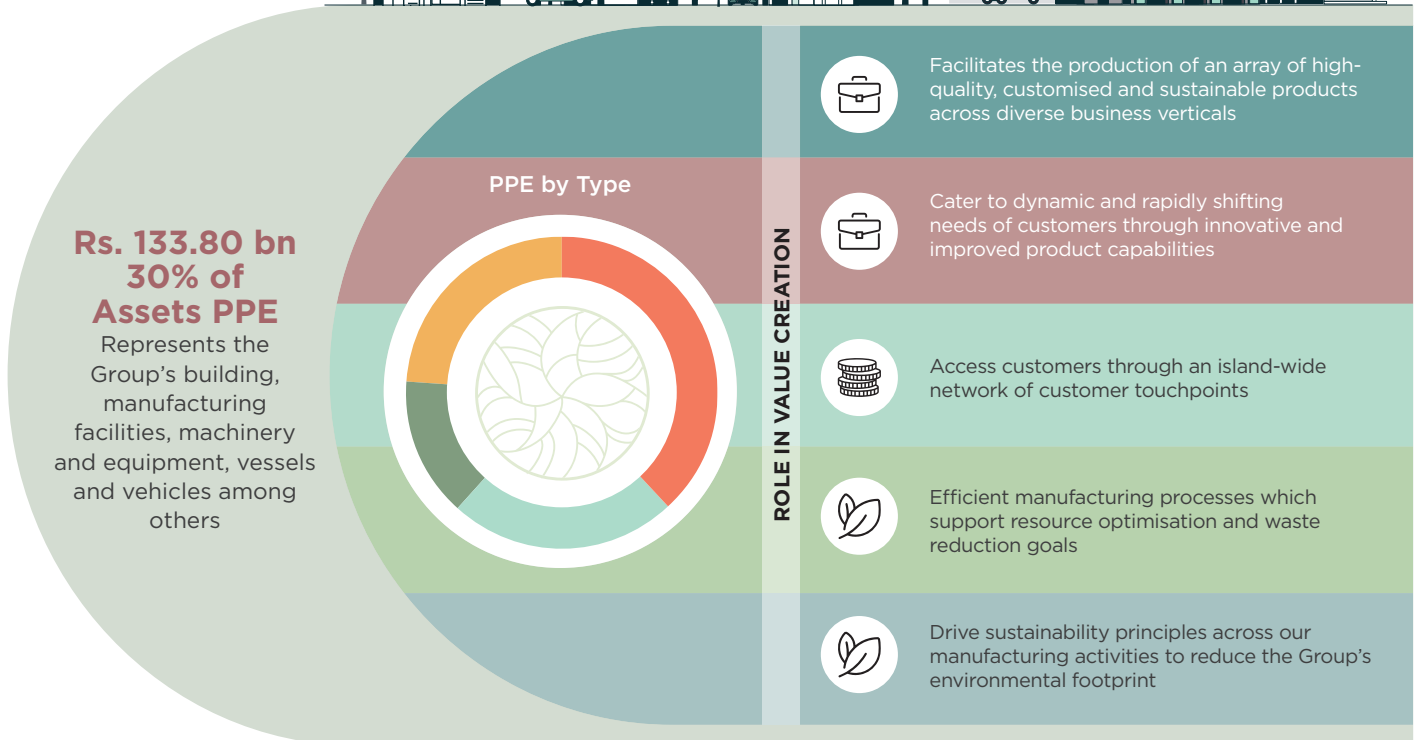 Rs. 133.80 bn
30% of
Assets PPE
Represents the
Group’s building,
manufacturing
facilities, machinery
and equipment, vessels
and vehicles among
others
PPE by Type
ROLE IN VALUE CREATION
Facilitates the production of an array of high-
quality, customised and sustainable products
across diverse business verticals
Cater to dynamic and rapidly shifting
needs of customers through innovative and
improved product capabilities
Access customers through an island-wide
network of customer touchpoints
Efficient manufacturing processes which
support resource optimisation and waste
reduction goals
Drive sustainability principles across our
manufacturing activities to reduce the Group’s
environmental footprint